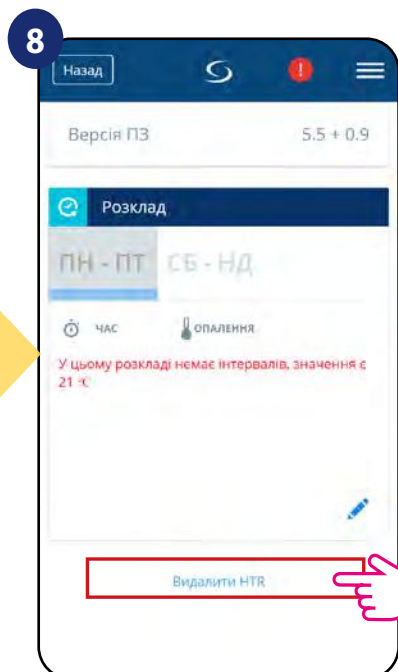 8
Назад
Версія ПЗ 5.5 + 0.9
Розклад
ПН - ПТ СБ - НД
ЧАС ОПАЛЕННЯ
У цьому розкладі немає інтервалів, значення є
21 °C
Видалити HTR